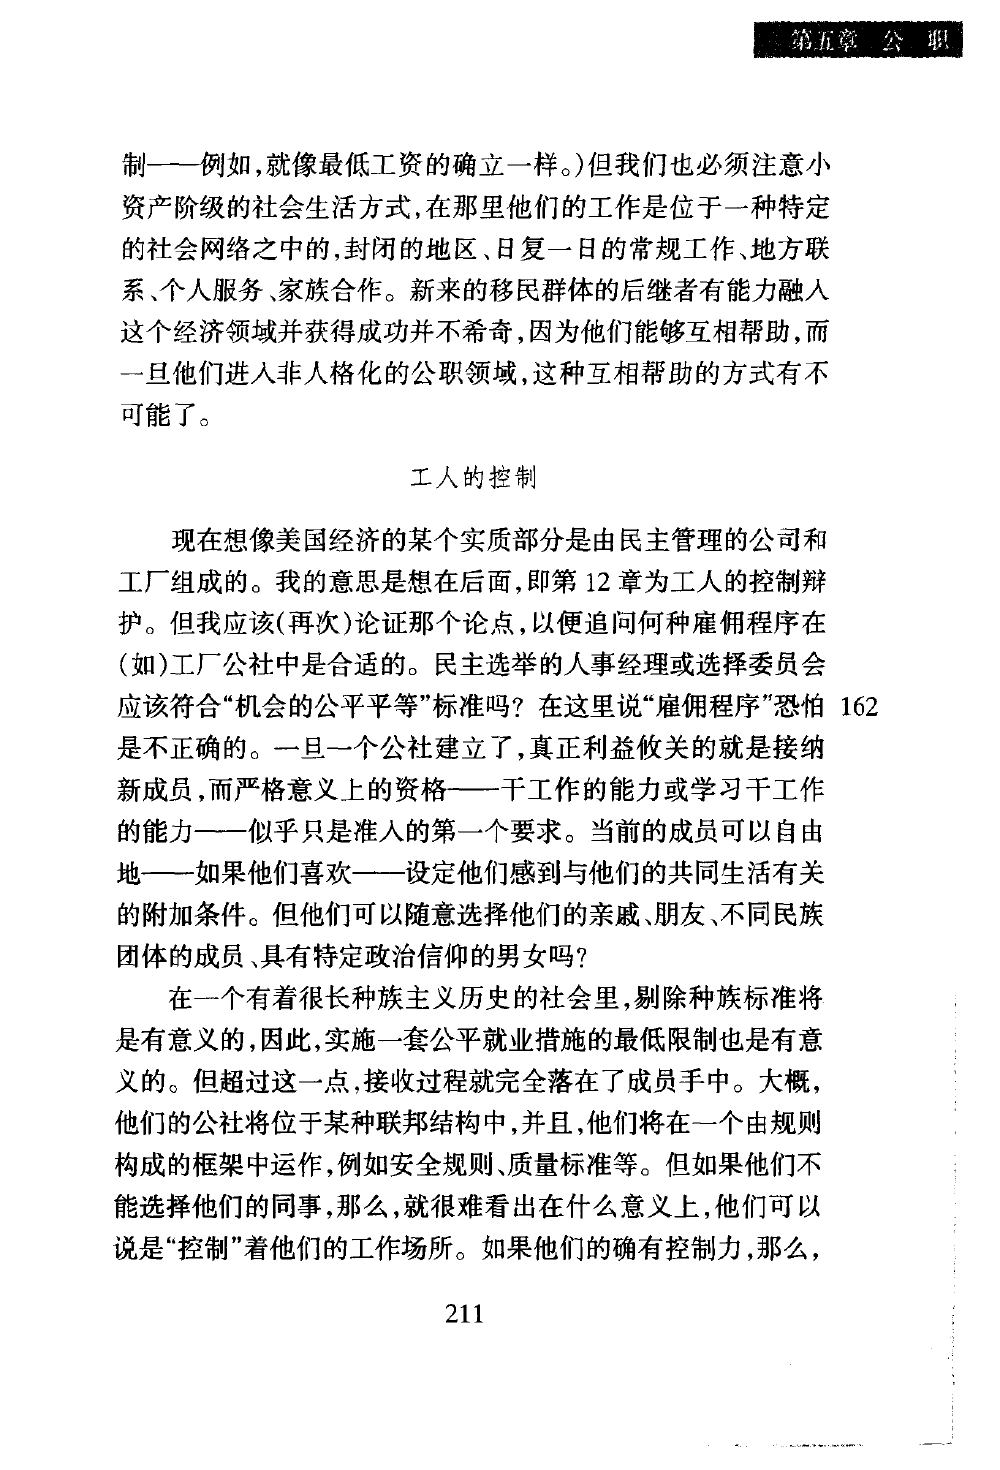 第五章 公 职
制——例如,就像最低工资的确立一样。)但我们也必须注意小
资产阶级的社会生活方式,在那里他们的工作是位于一种特定
的社会网络之中的,封闭的地区、日复一日的常规工作、地方联
系、个人服务、家族合作。新来的移民群体的后继者有能力融入
这个经济领域并获得成功并不希奇,因为他们能够互相帮助,而
一旦他们进入非人格化的公职领域,这种互相帮助的方式有不
可能了。
工人的控制
现在想像美国经济的某个实质部分是由民主管理的公司和
工厂组成的。我的意思是想在后面,即第 12 章为工人的控制辩
护。但我应该(再次)论证那个论点,以便追问何种雇佣程序在
(如)工厂公社中是合适的。民主选举的人事经理或选择委员会
应该符合“机会的公平平等”标准吗？在这里说“雇佣程序”恐怕 162
是不正确的。一旦一个公社建立了,真正利益攸关的就是接纳
新成员,而严格意义上的资格——干工作的能力或学习干工作
的能力——似乎只是准入的第一个要求。当前的成员可以自由
地——如果他们喜欢——设定他们感到与他们的共同生活有关
的附加条件。但他们可以随意选择他们的亲戚、朋友、不同民族
团体的成员、具有特定政治信仰的男女吗？
在一个有着很长种族主义历史的社会里,剔除种族标准将
是有意义的,因此,实施一套公平就业措施的最低限制也是有意
义的。但超过这一点,接收过程就完全落在了成员手中。大概,
他们的公社将位于某种联邦结构中,并且,他们将在一个由规则
构成的框架中运作,例如安全规则、质量标准等。但如果他们不
能选择他们的同事,那么,就很难看出在什么意义上,他们可以
说是“控制”着他们的工作场所。如果他们的确有控制力,那么,
211